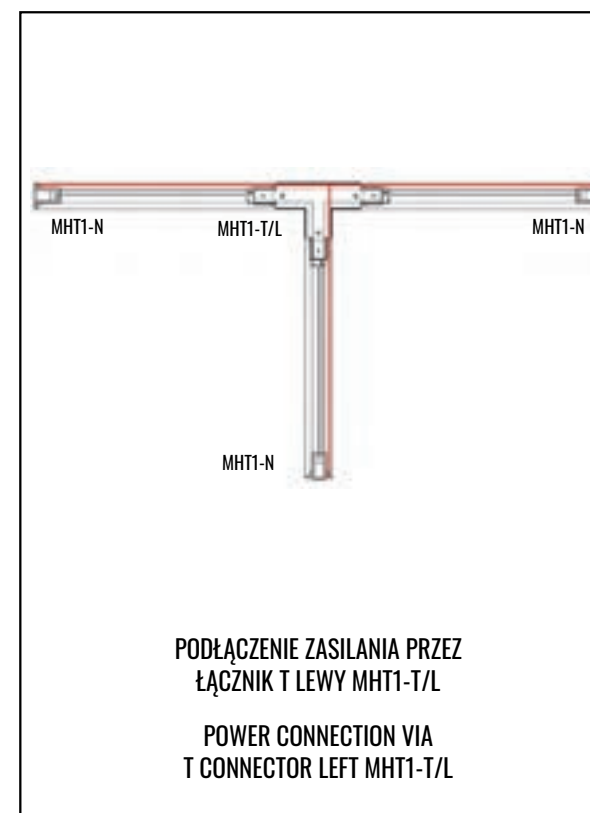 MHT1-N
MHT1-T/L
MHT1-N
MHT1-N
PODŁĄCZENIE ZASILANIA PRZEZ
ŁĄCZNIK T LEWY MHT1-T/L
POWER CONNECTION VIA
T CONNECTOR LEFT MHT1-T/L